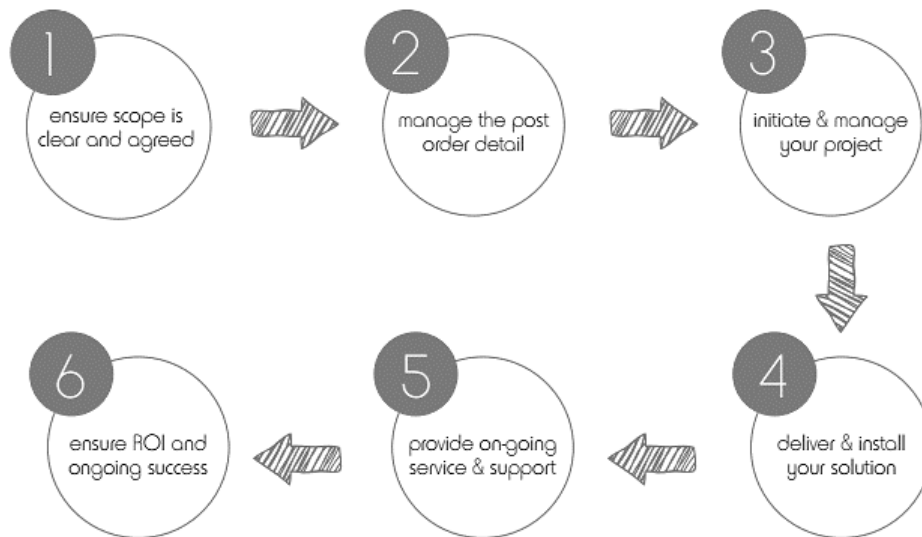 1
ensure scope is
clear and agreed
2
manage the post
order detail
3
initiate & manage
your project
4
deliver & install
your solution
5
provide on-going
service & support
6
ensure ROI and
ongoing success